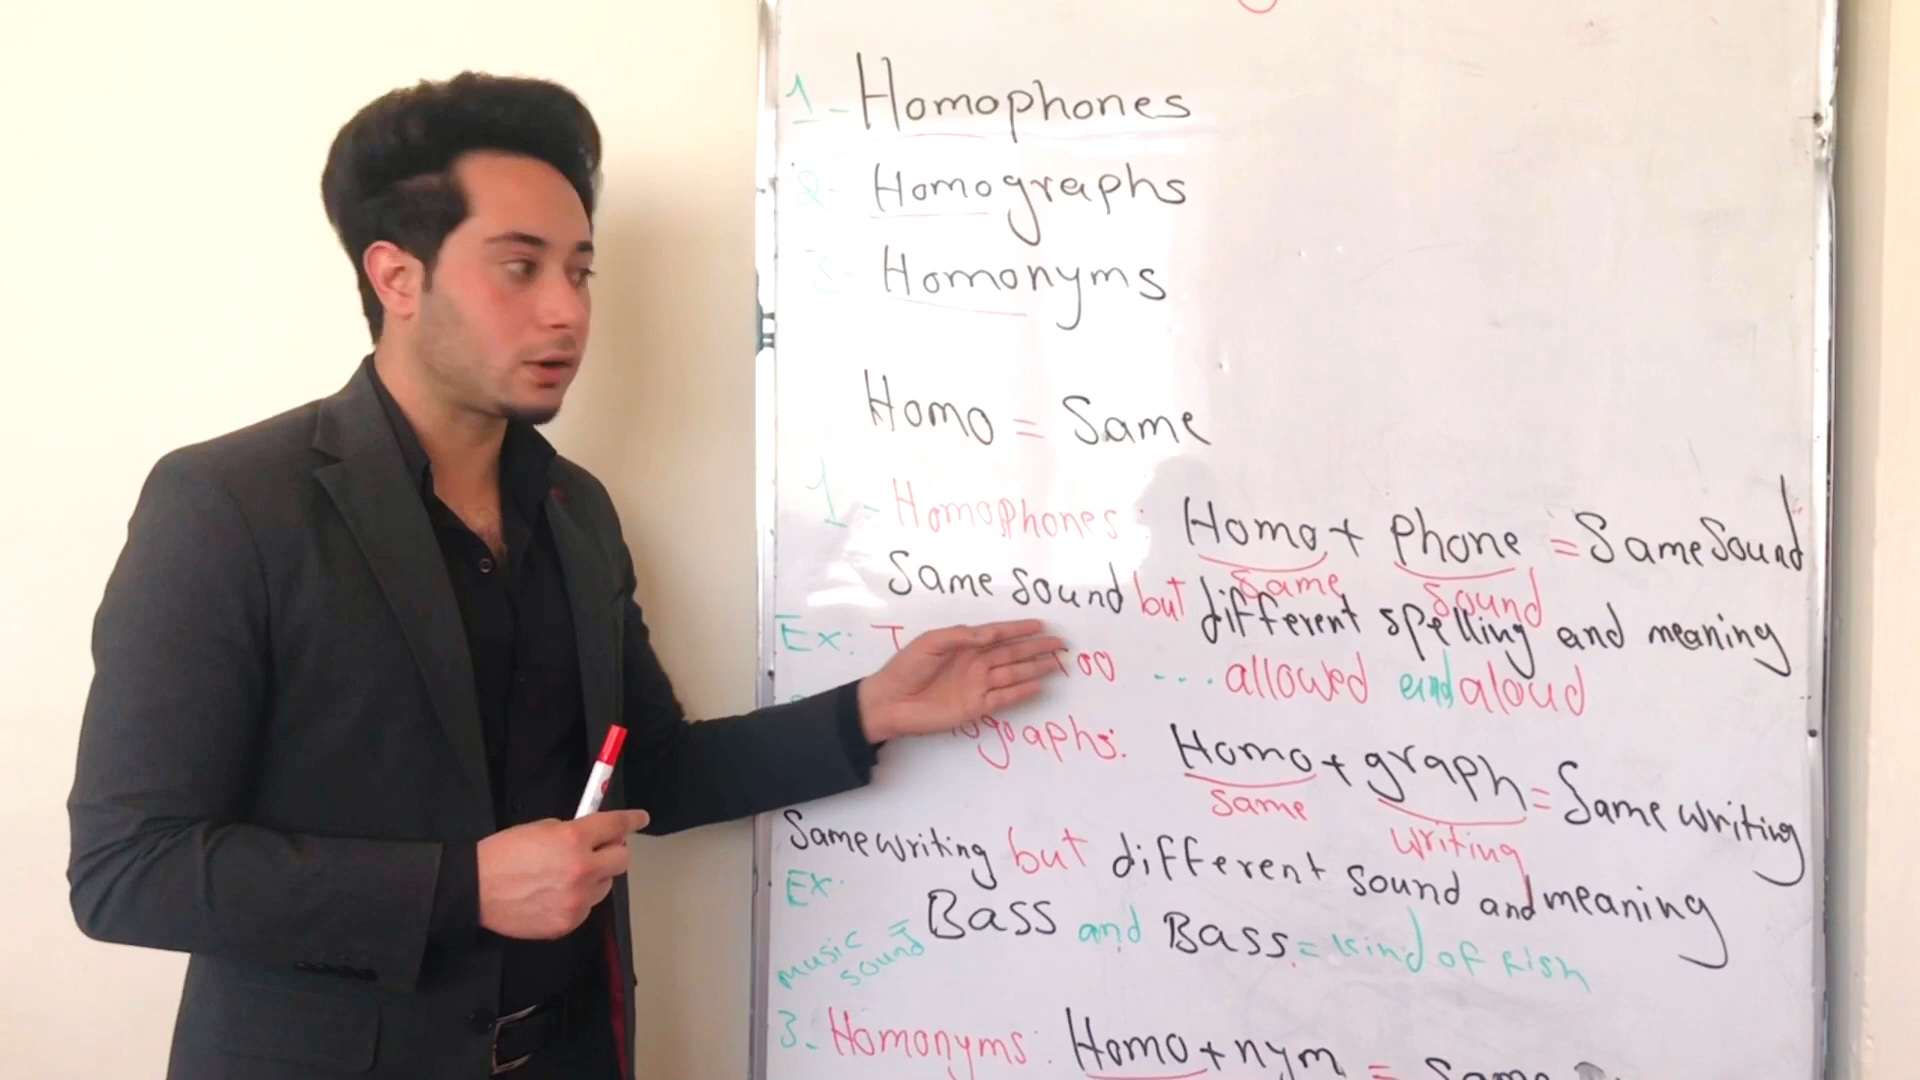 1- Homophones
2- Homographs
3- Homonyms
Homo = Same
1- Homophones: Homo + phone = Same Sound
same sound
Same sound but different spelling and meaning
Ex: too ... allowed and aloud
Homo + graph = Same writing
same writing
Same writing but different sound and meaning
Ex:
music sound = Bass and Bass = kind of fish
3- Homonyms: Homo + nym = Same